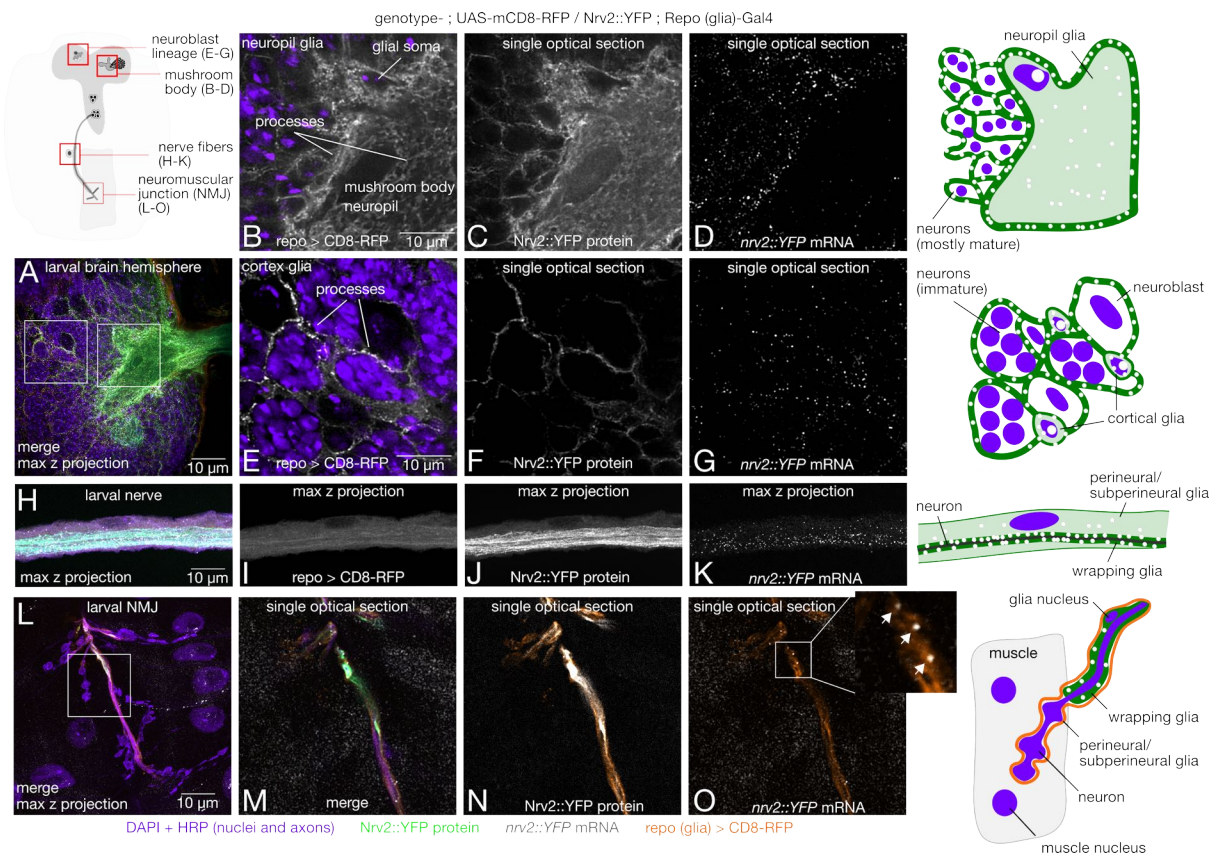 genotype- ; UAS-mCD8-RFP / Nrv2::YFP ; Repo (glia)-Gal4
neuroblast
lineage (E-G)
mushroom
body (B-D)
nerve fibers
(H-K)
neuromuscular
junction (NMJ)
(L-O)
neuropil glia
glial soma
processes
mushroom body
neuropil
B
repo > CD8-RFP
10 µm
single optical section
C
Nrv2::YFP protein
single optical section
D
nrv2::YFP mRNA
neuropil glia
neurons
(mostly mature)
A
larval brain hemisphere
merge
max z projection
10 µm
cortex glia
processes
E
repo > CD8-RFP
single optical section
F
Nrv2::YFP protein
single optical section
G
nrv2::YFP mRNA
neurons
(immature)
neuroblast
cortical glia
H
larval nerve
max z projection
10 µm
max z projection
I
repo > CD8-RFP
max z projection
J
Nrv2::YFP protein
max z projection
K
nrv2::YFP mRNA
perineural/
subperineural glia
neuron
wrapping glia
L
larval NMJ
merge
max z projection
10 µm
single optical section
M
merge
single optical section
N
Nrv2::YFP protein
single optical section
O
nrv2::YFP mRNA
glia nucleus
muscle
wrapping glia
perineural/
subperineural glia
neuron
muscle nucleus
DAPI + HRP (nuclei and axons)
Nrv2::YFP protein
nrv2::YFP mRNA
repo (glia) > CD8-RFP